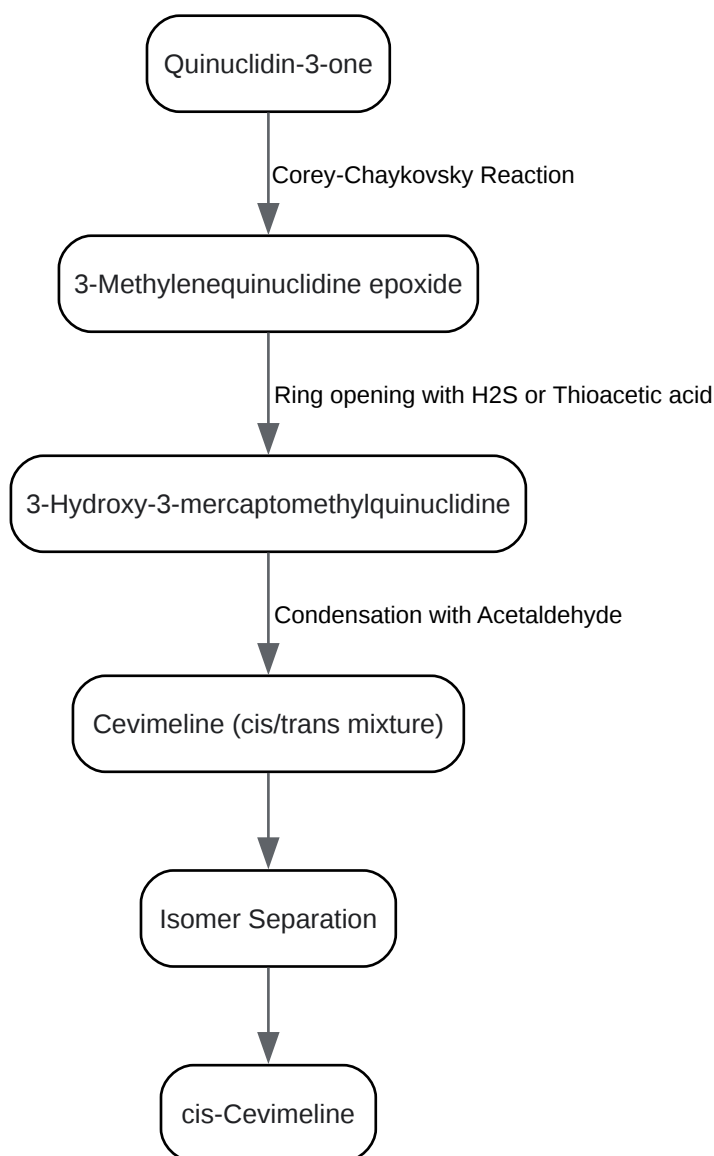 Quinuclidin-3-one
Corey-Chaykovsky Reaction
3-Methylenequinuclidine epoxide
Ring opening with H2S or Thioacetic acid
3-Hydroxy-3-mercaptomethylquinuclidine
Condensation with Acetaldehyde
Cevimeline (cis/trans mixture)
Isomer Separation
cis-Cevimeline